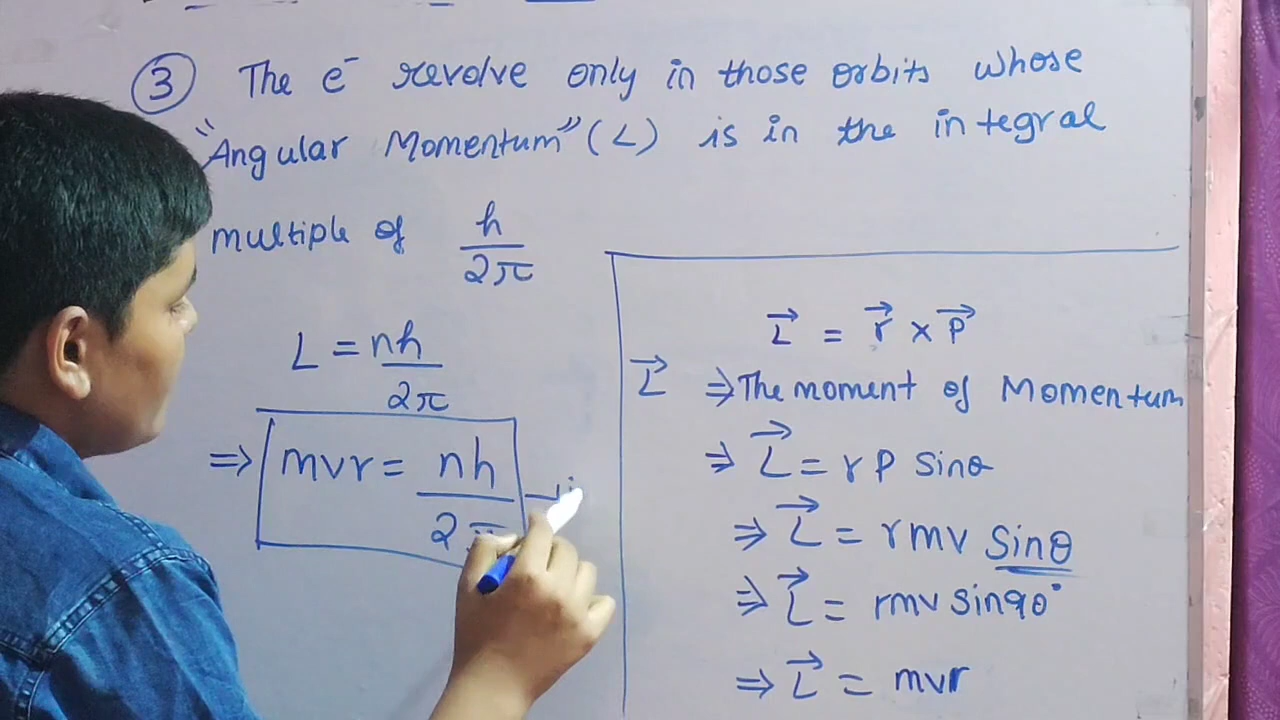 ③ The e⁻ revolve only in those orbits whose
"Angular Momentum" (L) is in the integral
multiple of h/2π
L = nh/2π
⇒ mvr = nh/2π
L⃗ = r⃗ × P⃗
L⃗ ⇒ The moment of Momentum
⇒ L⃗ = r P sinθ
⇒ L⃗ = rmv sinθ
⇒ L⃗ = rmv sin90°
⇒ L⃗ = mvr